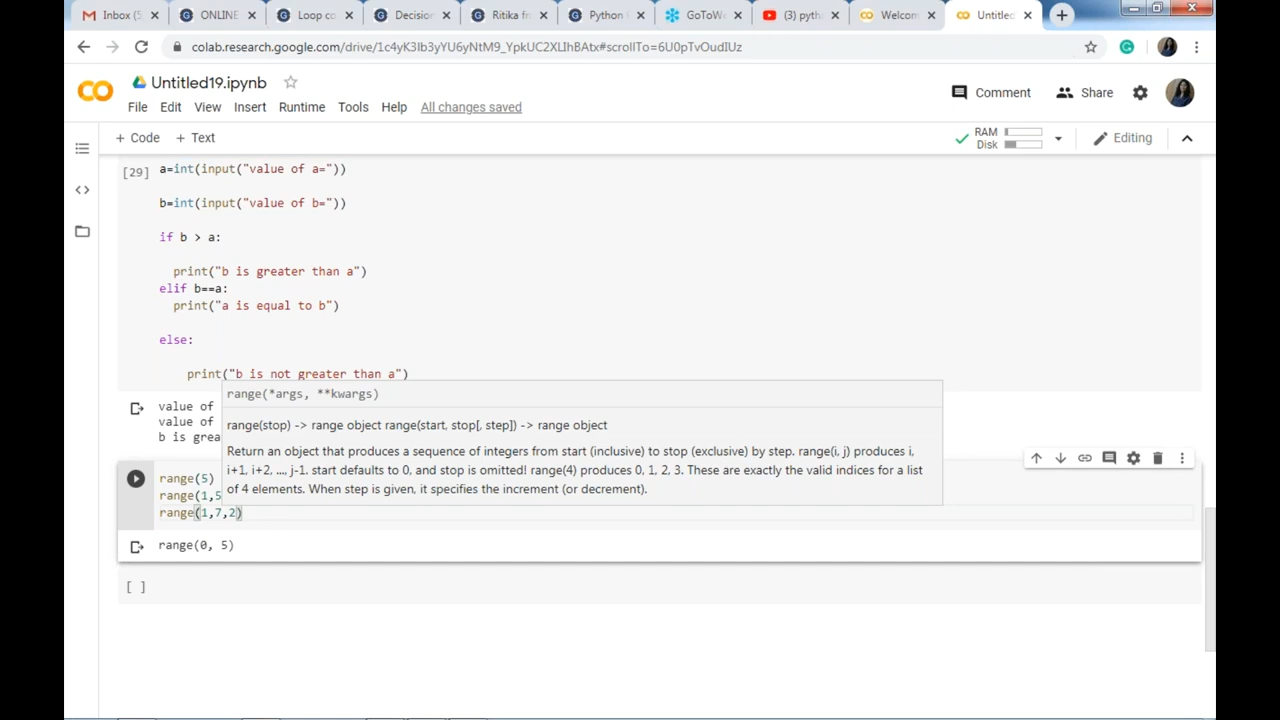 Inbox (5
ONLINE
Loop co
Decision
Ritika fr
Python
GoToW
(3) pyth
Welcom
Untitled
colab.research.google.com/drive/1c4yK3Ib3yYU6yNtM9_YpkUC2XLIhBAtx#scrollTo=6U0pTvOudIUz
CO Untitled19.ipynb
Comment Share
File Edit View Insert Runtime Tools Help All changes saved
+ Code + Text
RAM
Disk
Editing
[29] a=int(input("value of a="))
b=int(input("value of b="))
if b > a:
print("b is greater than a")
elif b==a:
print("a is equal to b")
else:
print("b is not greater than a")
range(*args, **kwargs)
value of
value of
b is grea
range(stop) -> range object range(start, stop[, step]) -> range object
Return an object that produces a sequence of integers from start (inclusive) to stop (exclusive) by step. range(i, j) produces i,
i+1, i+2, ..., j-1. start defaults to 0, and stop is omitted! range(4) produces 0, 1, 2, 3. These are exactly the valid indices for a list
of 4 elements. When step is given, it specifies the increment (or decrement).
range(5)
range(1,5
range(1,7,2)
range(0, 5)
[ ]